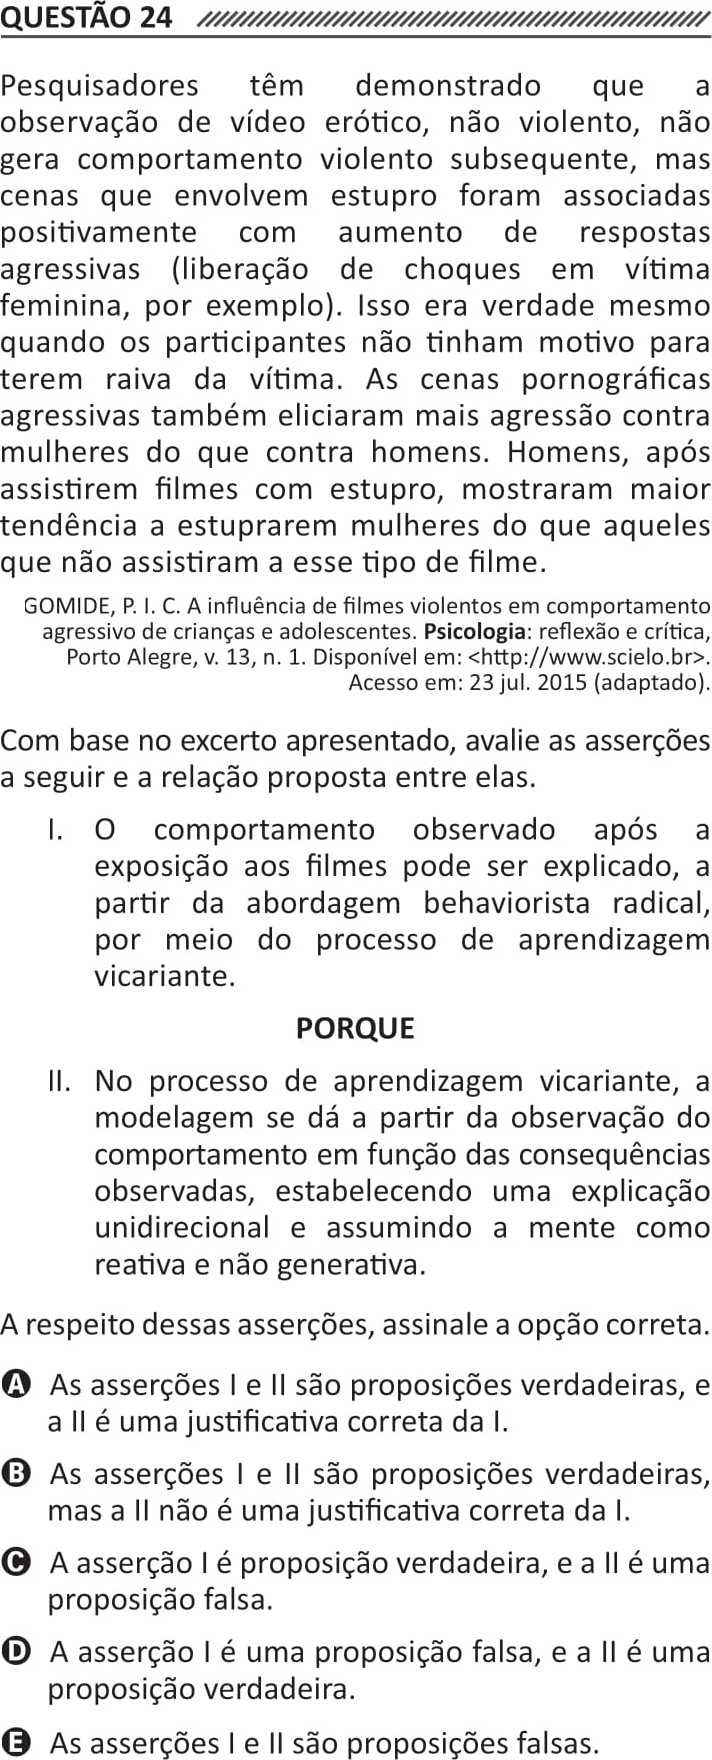 QUESTÃO 24
Pesquisadores têm demonstrado que a
observação de vídeo erótico, não violento, não
gera comportamento violento subsequente, mas
cenas que envolvem estupro foram associadas
positivamente com aumento de respostas
agressivas (liberação de choques em vítima
feminina, por exemplo). Isso era verdade mesmo
quando os participantes não tinham motivo para
terem raiva da vítima. As cenas pornográficas
agressivas também eliciaram mais agressão contra
mulheres do que contra homens. Homens, após
assistirem filmes com estupro, mostraram maior
tendência a estuprarem mulheres do que aqueles
que não assistiram a esse tipo de filme.
GOMIDE, P. I. C. A influência de filmes violentos em comportamento
agressivo de crianças e adolescentes. Psicologia: reflexão e crítica,
Porto Alegre, v. 13, n. 1. Disponível em: <http://www.scielo.br>.
Acesso em: 23 jul. 2015 (adaptado).
Com base no excerto apresentado, avalie as asserções
a seguir e a relação proposta entre elas.
I. O comportamento observado após a
exposição aos filmes pode ser explicado, a
partir da abordagem behaviorista radical,
por meio do processo de aprendizagem
vicariante.
PORQUE
II. No processo de aprendizagem vicariante, a
modelagem se dá a partir da observação do
comportamento em função das consequências
observadas, estabelecendo uma explicação
unidirecional e assumindo a mente como
reativa e não generativa.
A respeito dessas asserções, assinale a opção correta.
A As asserções I e II são proposições verdadeiras, e
a II é uma justificativa correta da I.
B As asserções I e II são proposições verdadeiras,
mas a II não é uma justificativa correta da I.
C A asserção I é proposição verdadeira, e a II é uma
proposição falsa.
D A asserção I é uma proposição falsa, e a II é uma
proposição verdadeira.
E As asserções I e II são proposições falsas.